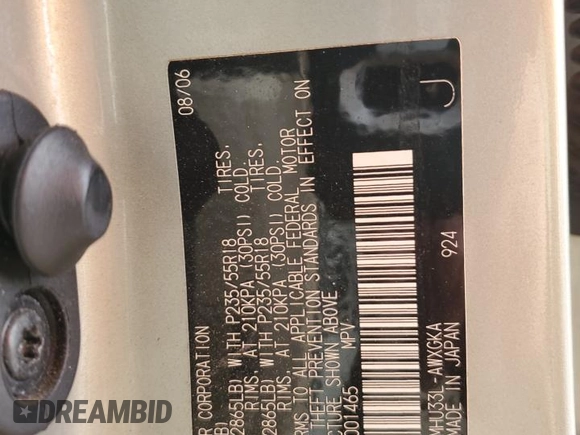 08/06
R CORPORATION
B) WITH P235/55R18 TIRES,
RIMS, AT 210KPA (30PSI) COLD.
2865LB) WITH P235/55R18 TIRES,
RIMS, AT 210KPA (30PSI) COLD.
2865LB)
RMS TO ALL APPLICABLE FEDERAL MOTOR
THEFT PREVENTION STANDARDS IN EFFECT ON
CTURE SHOWN ABOVE.
001465 MPV
MHU33L-AWXGKA 924
MADE IN JAPAN
J
DREAMBID